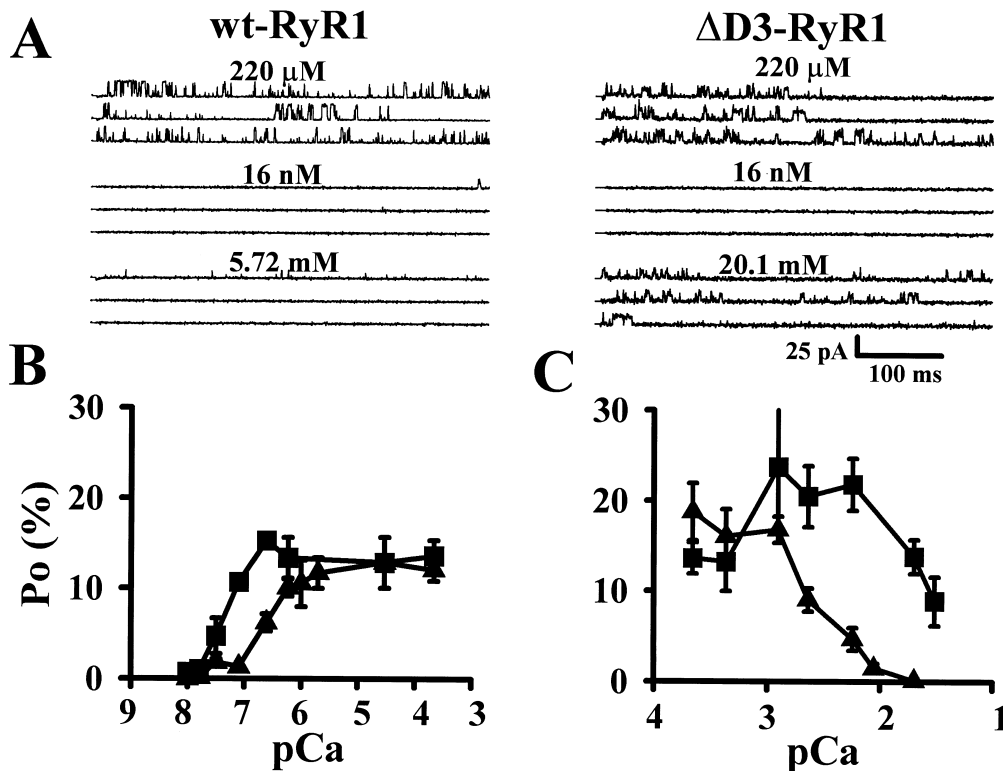 A
wt-RyR1
ΔD3-RyR1
220 μM
220 μM
16 nM
16 nM
5.72 mM
20.1 mM
25 pA
100 ms
B
C
Po (%)
30
20
10
0
9 8 7 6 5 4 3
pCa
30
20
10
0
4 3 2 1
pCa